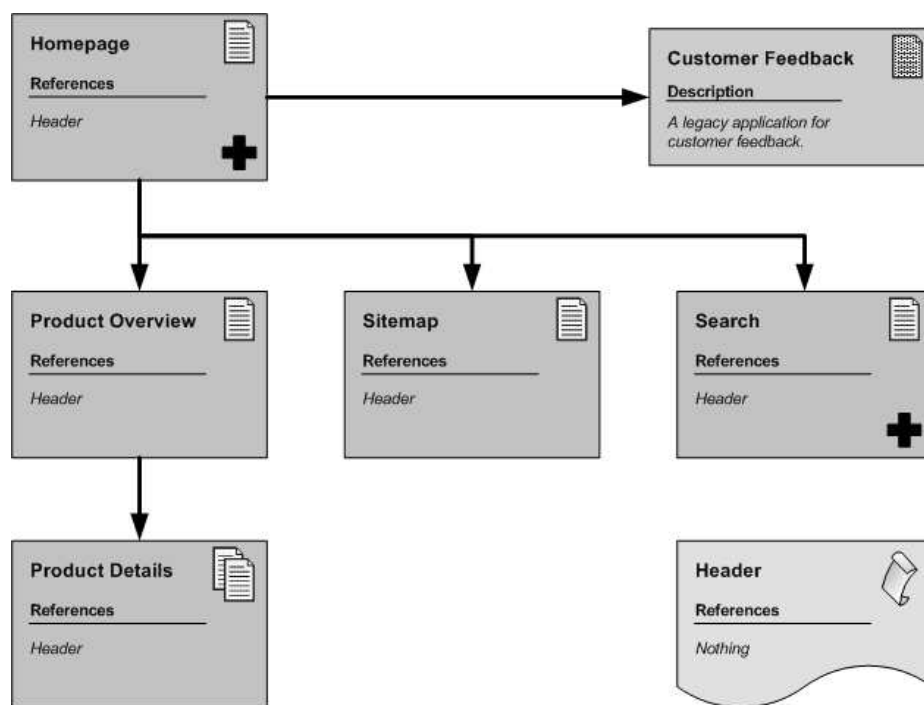 Homepage
References
Header
Customer Feedback
Description
A legacy application for
customer feedback.
Product Overview
References
Header
Sitemap
References
Header
Search
References
Header
Product Details
References
Header
Header
References
Nothing